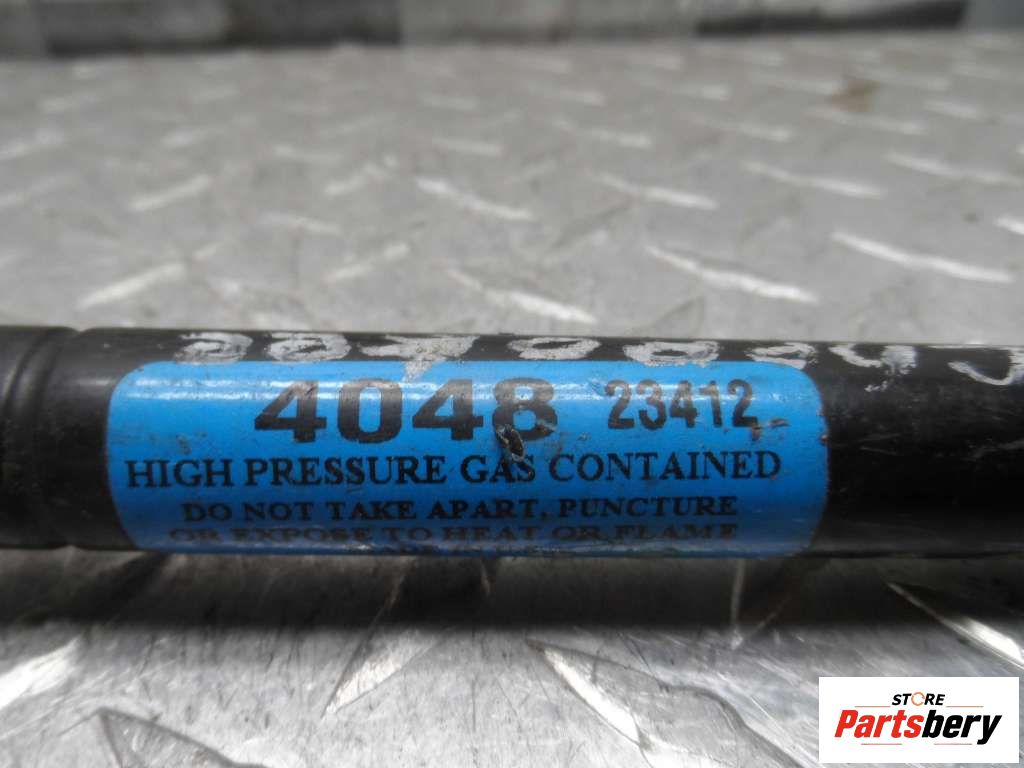 4048 23412
HIGH PRESSURE GAS CONTAINED
DO NOT TAKE APART, PUNCTURE
OR EXPOSE TO HEAT OR FLAME
STORE
Partsbery